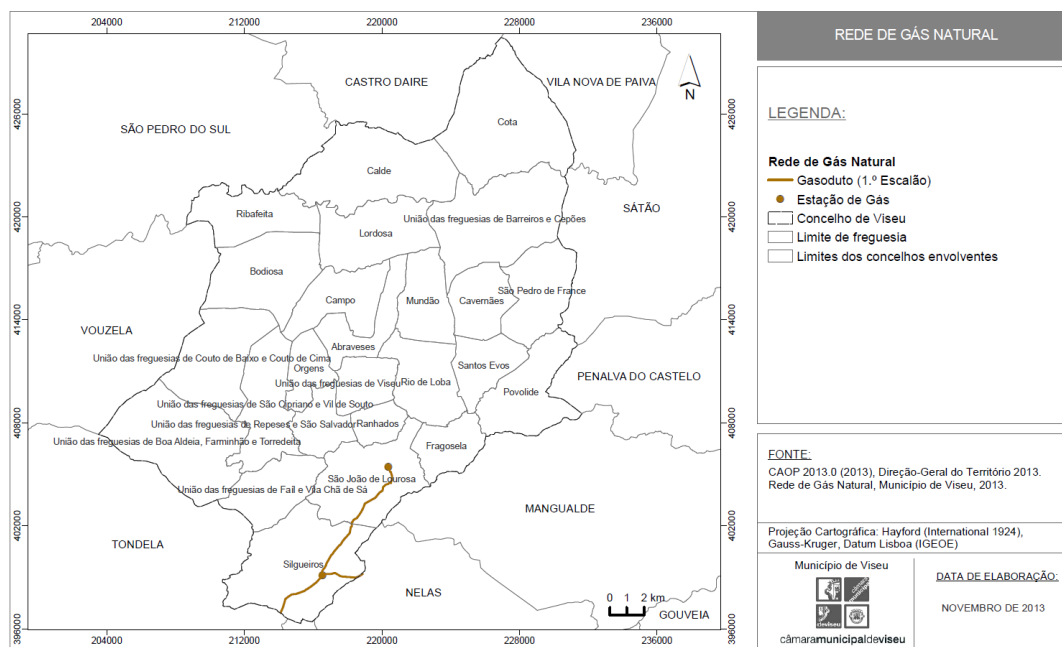 204000
212000
220000
228000
236000
426000
420000
414000
408000
402000
396000
CASTRO DAIRE
VILA NOVA DE PAIVA
N
SÃO PEDRO DO SUL
Cota
Calde
Ribafeita
União das freguesias de Barreiros e Cepões
SÁTÃO
Lordosa
Bodiosa
São Pedro de France
Campo
Mundão
Cavernães
VOUZELA
Abraveses
União das freguesias de Couto de Baixo e Couto de Cima
Orgens
Santos Evos
PENALVA DO CASTELO
União das freguesias de Viseu
Rio de Loba
Povolide
União das freguesias de São Cipriano e Vil de Souto
União das freguesias de Repeses e São Salvador
Ranhados
União das freguesias de Boa Aldeia, Farminhão e Torredeita
Fragosela
São João de Lourosa
União das freguesias de Fail e Vila Chã de Sá
MANGUALDE
TONDELA
Silgueiros
NELAS
0 1 2 km
GOUVEIA
426000
420000
414000
408000
402000
396000
204000
212000
220000
228000
236000
REDE DE GÁS NATURAL
LEGENDA:
Rede de Gás Natural
Gasoduto (1.º Escalão)
Estação de Gás
Concelho de Viseu
Limite de freguesia
Limites dos concelhos envolventes
FONTE:
CAOP 2013.0 (2013), Direção-Geral do Território 2013.
Rede de Gás Natural, Município de Viseu, 2013.
Projeção Cartográfica: Hayford (International 1924),
Gauss-Kruger, Datum Lisboa (IGEOE)
Município de Viseu
câmaramunicipaldeviseu
DATA DE ELABORAÇÃO:
NOVEMBRO DE 2013